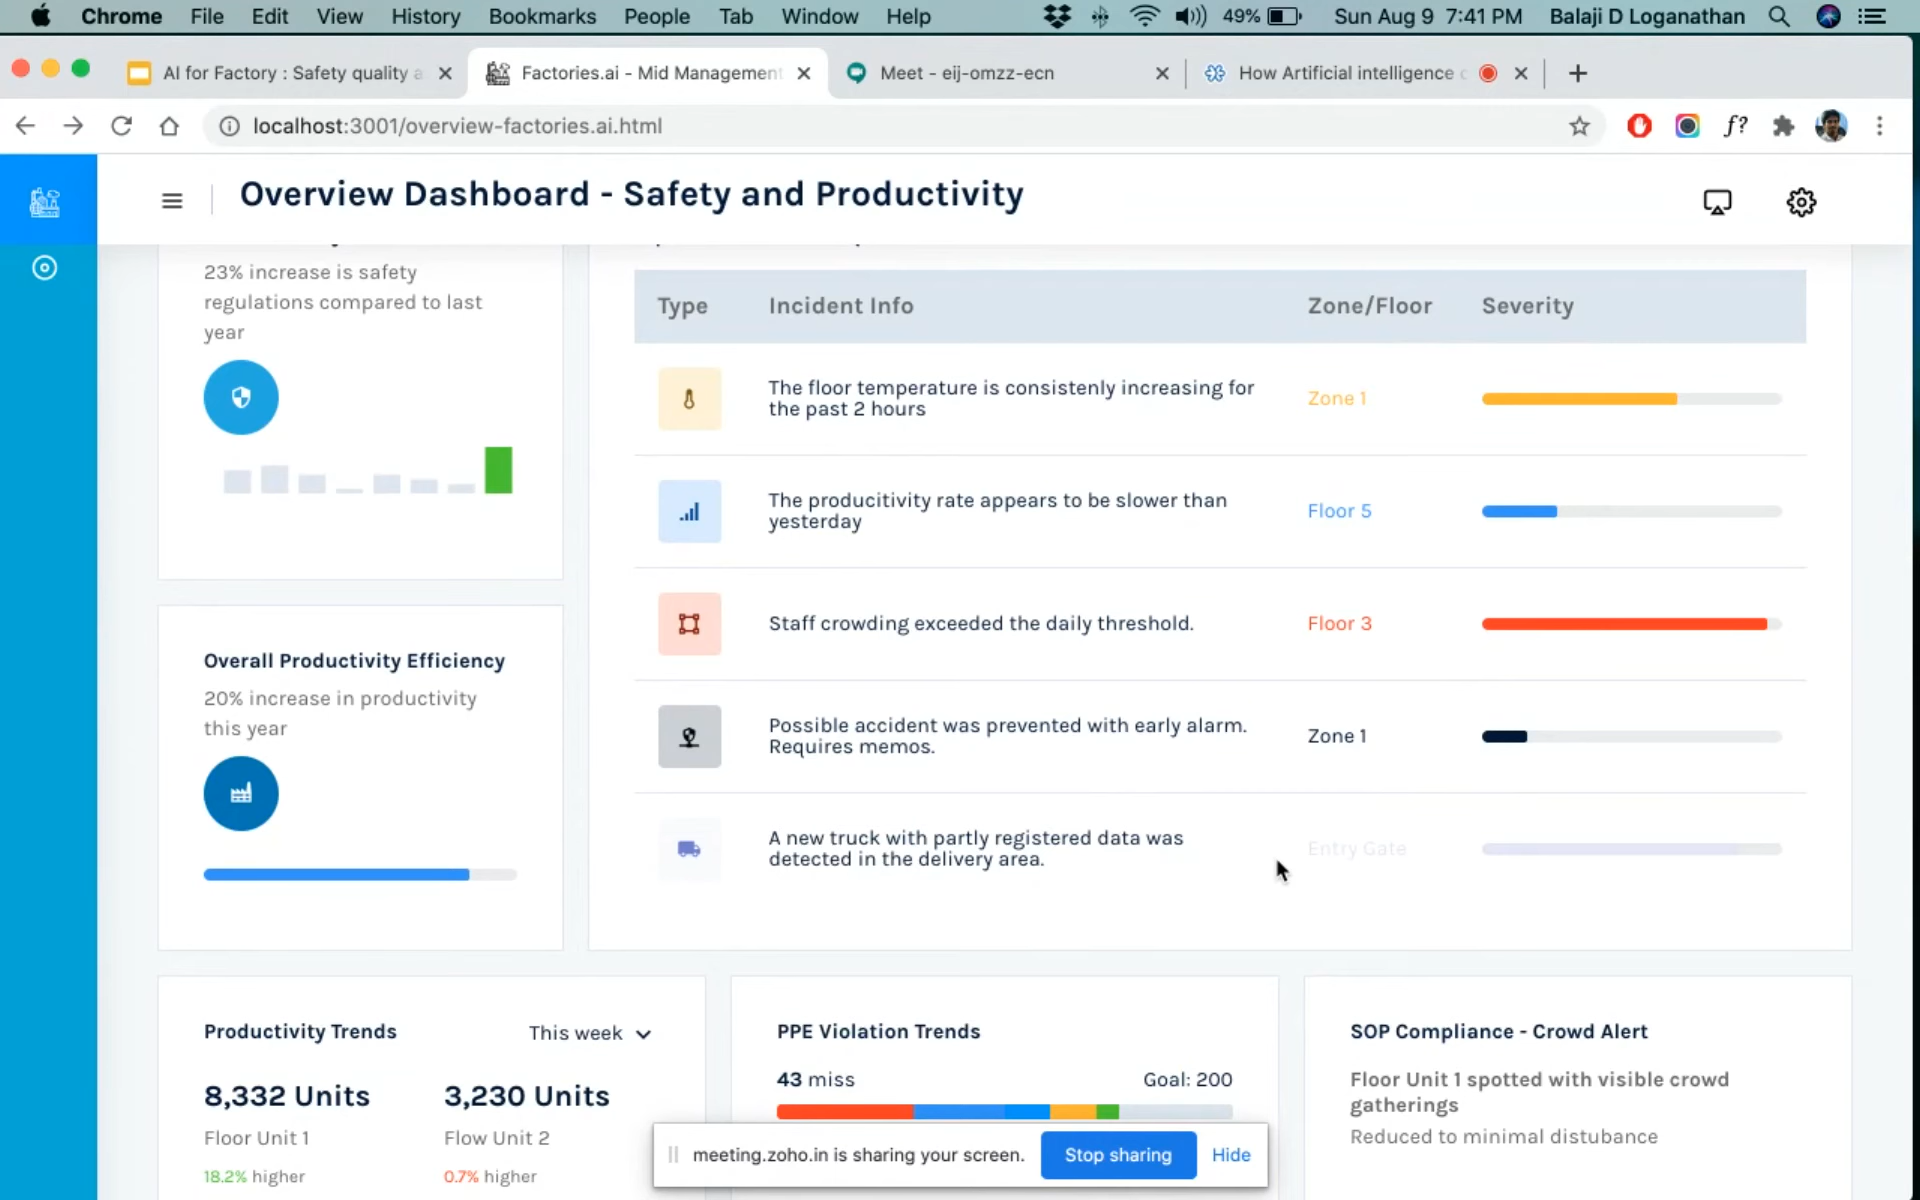 Chrome File Edit View History Bookmarks People Tab Window Help 49% Sun Aug 9 7:41 PM Balaji D Loganathan
AI for Factory : Safety quality a
Factories.ai - Mid Management
Meet - eij-omzz-ecn
How Artificial intelligence
localhost:3001/overview-factories.ai.html
f?
Overview Dashboard - Safety and Productivity
23% increase is safety
regulations compared to last
year
Type Incident Info Zone/Floor Severity
The floor temperature is consistenly increasing for
the past 2 hours
Zone 1
The producitivity rate appears to be slower than
yesterday
Floor 5
Staff crowding exceeded the daily threshold.
Floor 3
Possible accident was prevented with early alarm.
Requires memos.
Zone 1
A new truck with partly registered data was
detected in the delivery area.
Entry Gate
Overall Productivity Efficiency
20% increase in productivity
this year
Productivity Trends
This week
8,332 Units
3,230 Units
Floor Unit 1
Flow Unit 2
18.2% higher
0.7% higher
PPE Violation Trends
43 miss
Goal: 200
SOP Compliance - Crowd Alert
Floor Unit 1 spotted with visible crowd
gatherings
Reduced to minimal distubance
meeting.zoho.in is sharing your screen.
Stop sharing
Hide